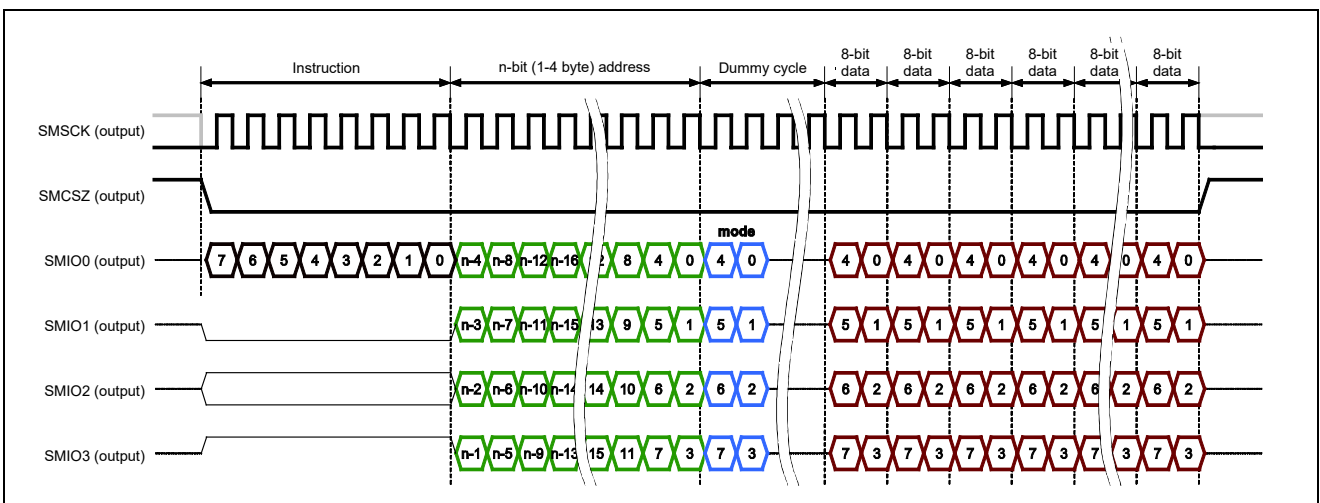 8-bit data
8-bit data
8-bit data
8-bit data
8-bit data
8-bit data
Instruction
n-bit (1-4 byte) address
Dummy cycle
SMSCK (output)
SMCSZ (output)
mode
SMIO0 (output) 7 6 5 4 3 2 1 0 n-4 n-8 n-12 n-16 2 8 4 0 4 0 4 0 4 0 4 0 4 0 4 0 4 0
SMIO1 (output) n-3 n-7 n-11 n-15 13 9 5 1 5 1 5 1 5 1 5 1 5 1 5 1 5 1
SMIO2 (output) n-2 n-6 n-10 n-14 14 10 6 2 6 2 6 2 6 2 6 2 6 2 6 2 6 2
SMIO3 (output) n-1 n-5 n-9 n-13 15 11 7 3 7 3 7 3 7 3 7 3 7 3 7 3 7 3